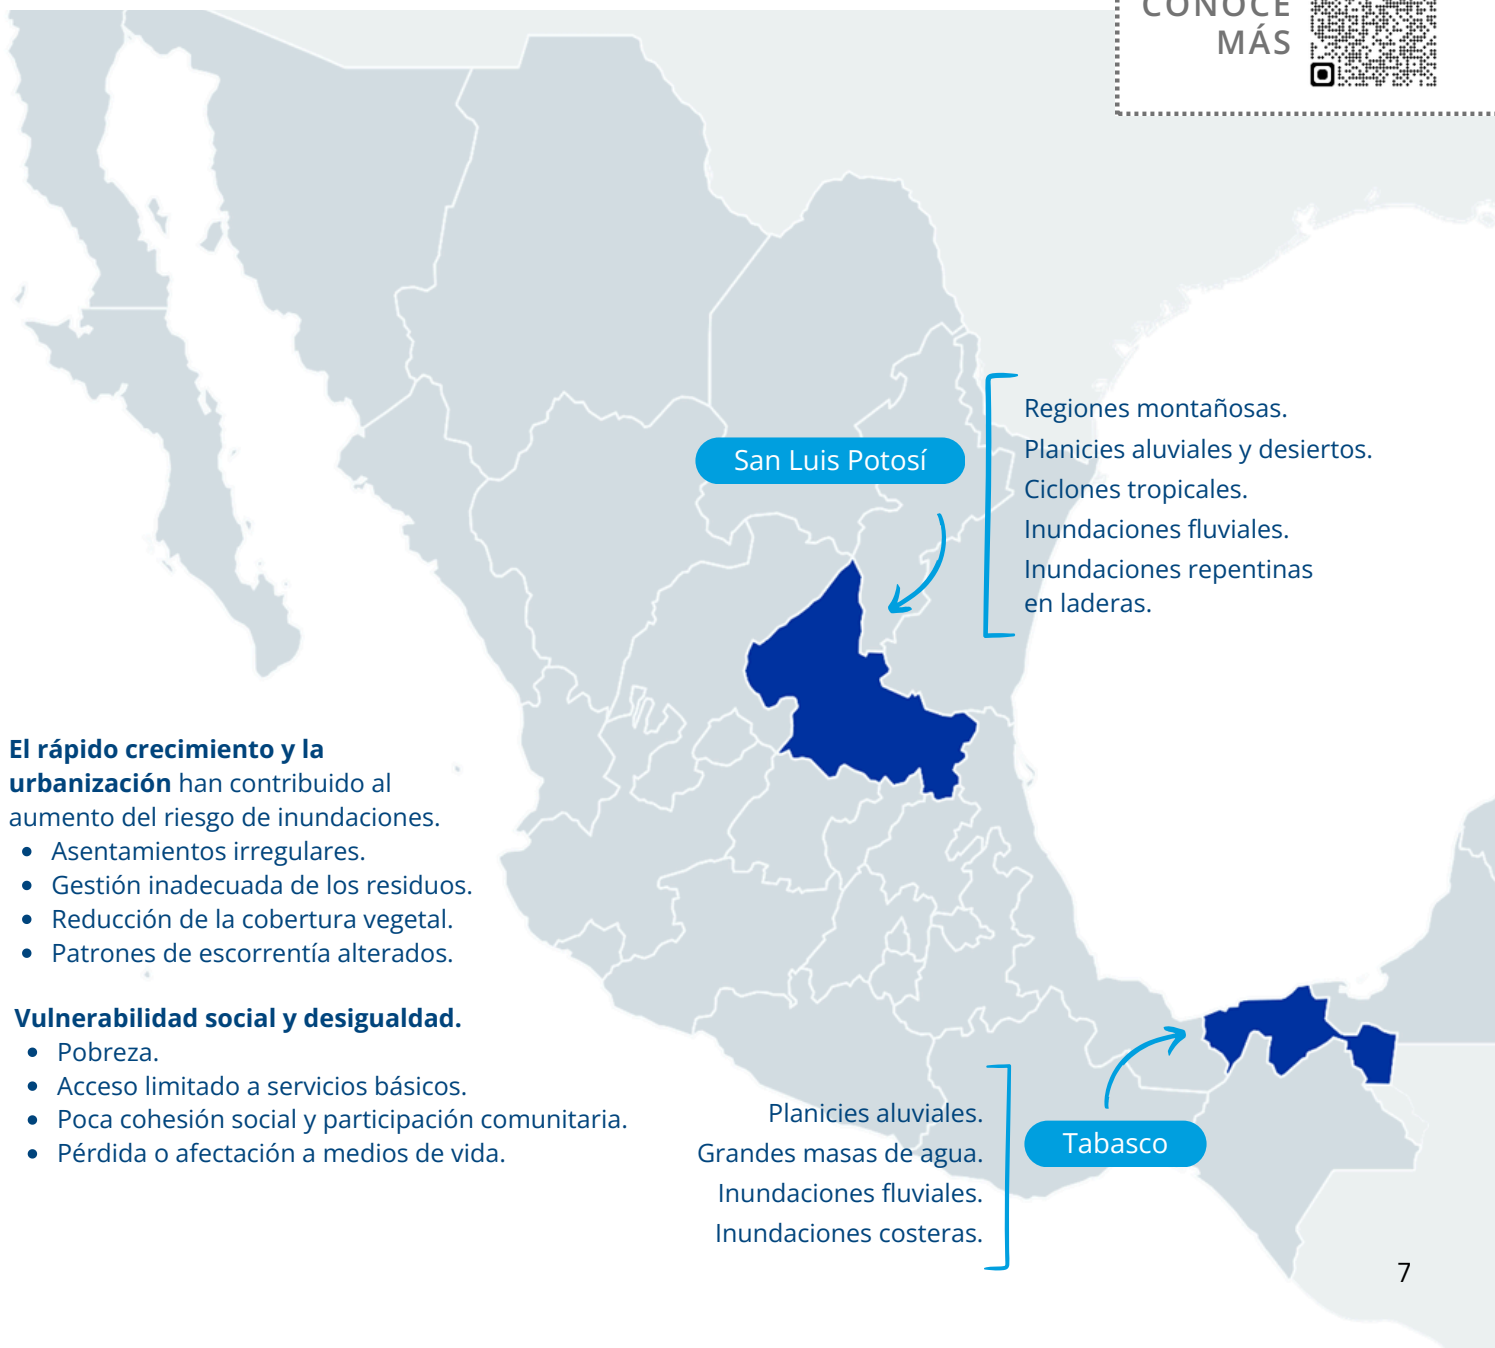 CONOCE
MÁS
San Luis Potosí
Regiones montañosas.
Planicies aluviales y desiertos.
Ciclones tropicales.
Inundaciones fluviales.
Inundaciones repentinas
en laderas.
El rápido crecimiento y la
urbanización han contribuido al
aumento del riesgo de inundaciones.
• Asentamientos irregulares.
• Gestión inadecuada de los residuos.
• Reducción de la cobertura vegetal.
• Patrones de escorrentía alterados.
Vulnerabilidad social y desigualdad.
• Pobreza.
• Acceso limitado a servicios básicos.
• Poca cohesión social y participación comunitaria.
• Pérdida o afectación a medios de vida.
Planicies aluviales.
Grandes masas de agua.
Inundaciones fluviales.
Inundaciones costeras.
Tabasco
7